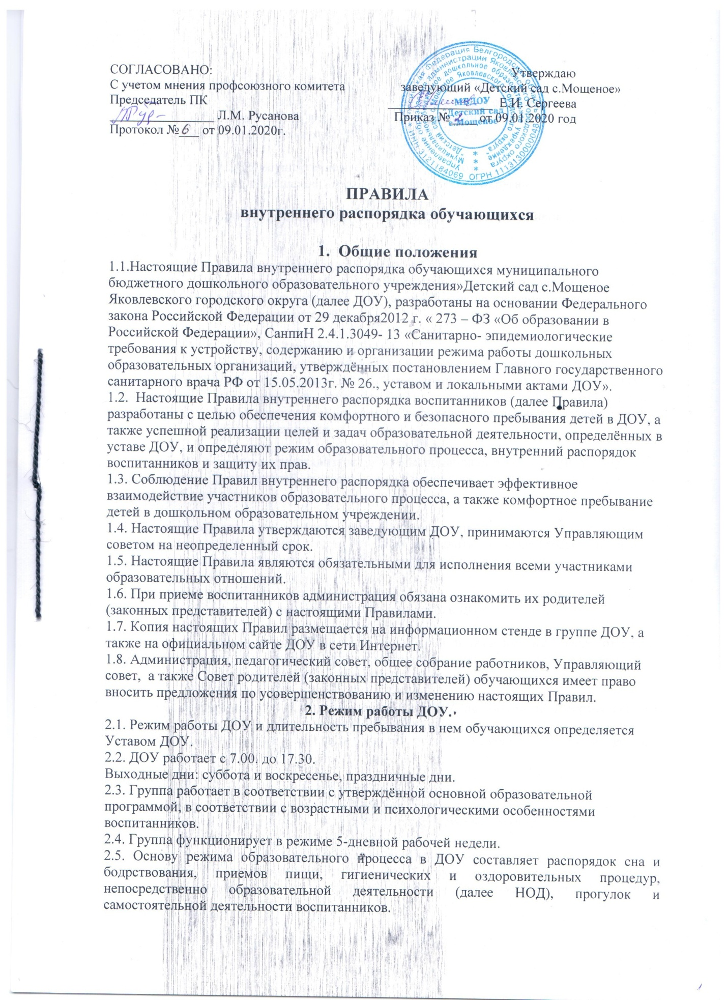 СОГЛАСОВАНО:
С учетом мнения профсоюзного комитета
Председатель ПК
Л.М. Русанова
Протокол № 6 от 09.01.2020г.
Утверждаю
заведующий «Детский сад с.Мощеное»
Е.И. Сергеева
Приказ № 2 от 09.01.2020 год
МБДОУ
"Детский сад
с.Мощеное"
ПРАВИЛА
внутреннего распорядка обучающихся
1. Общие положения
1.1.Настоящие Правила внутреннего распорядка обучающихся муниципального
бюджетного дошкольного образовательного учреждения»Детский сад с.Мощеное
Яковлевского городского округа (далее ДОУ), разработаны на основании Федерального
закона Российской Федерации от 29 декабря2012 г. « 273 – ФЗ «Об образовании в
Российской Федерации», СанпиН 2.4.1.3049- 13 «Санитарно- эпидемиологические
требования к устройству, содержанию и организации режима работы дошкольных
образовательных организаций, утверждённых постановлением Главного государственного
санитарного врача РФ от 15.05.2013г. № 26., уставом и локальными актами ДОУ».
1.2. Настоящие Правила внутреннего распорядка воспитанников (далее Правила)
разработаны с целью обеспечения комфортного и безопасного пребывания детей в ДОУ, а
также успешной реализации целей и задач образовательной деятельности, определённых в
уставе ДОУ, и определяют режим образовательного процесса, внутренний распорядок
воспитанников и защиту их прав.
1.3. Соблюдение Правил внутреннего распорядка обеспечивает эффективное
взаимодействие участников образовательного процесса, а также комфортное пребывание
детей в дошкольном образовательном учреждении.
1.4. Настоящие Правила утверждаются заведующим ДОУ, принимаются Управляющим
советом на неопределенный срок.
1.5. Настоящие Правила являются обязательными для исполнения всеми участниками
образовательных отношений.
1.6. При приеме воспитанников администрация обязана ознакомить их родителей
(законных представителей) с настоящими Правилами.
1.7. Копия настоящих Правил размещается на информационном стенде в группе ДОУ, а
также на официальном сайте ДОУ в сети Интернет.
1.8. Администрация, педагогический совет, общее собрание работников, Управляющий
совет, а также Совет родителей (законных представителей) обучающихся имеет право
вносить предложения по усовершенствованию и изменению настоящих Правил.
2. Режим работы ДОУ.
2.1. Режим работы ДОУ и длительность пребывания в нем обучающихся определяется
Уставом ДОУ.
2.2. ДОУ работает с 7.00. до 17.30.
Выходные дни: суббота и воскресенье, праздничные дни.
2.3. Группа работает в соответствии с утверждённой основной образовательной
программой, в соответствии с возрастными и психологическими особенностями
воспитанников.
2.4. Группа функционирует в режиме 5-дневной рабочей недели.
2.5. Основу режима образовательного процесса в ДОУ составляет распорядок сна и
бодрствования, приемов пищи, гигиенических и оздоровительных процедур,
непосредственно образовательной деятельности (далее НОД), прогулок и
самостоятельной деятельности воспитанников.